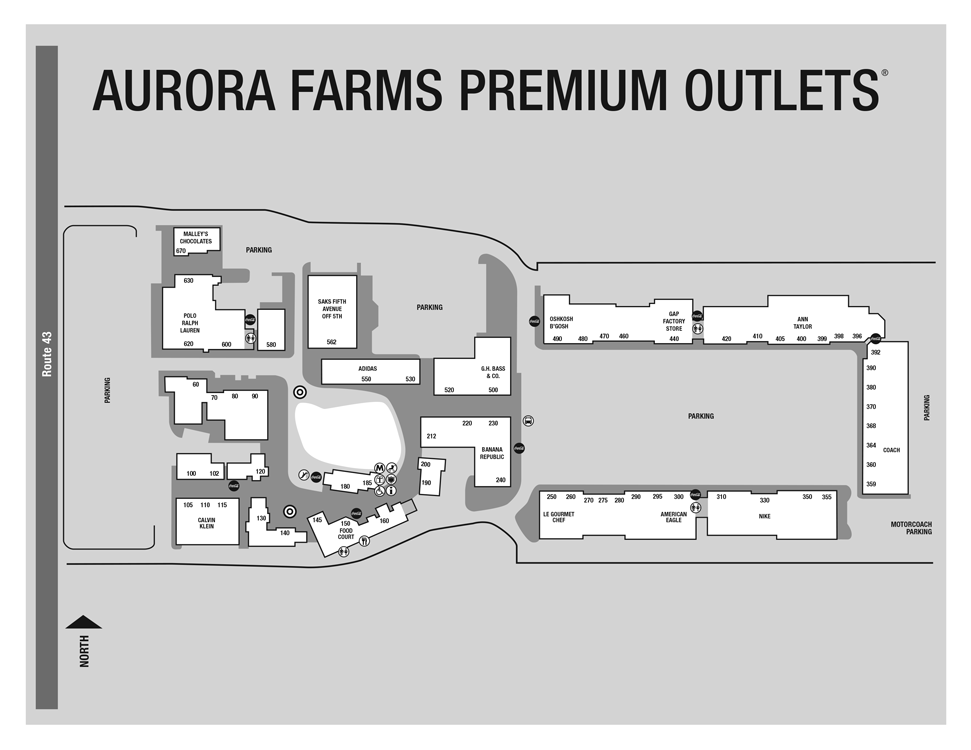 AURORA FARMS PREMIUM OUTLETS®
Route 43
PARKING
MALLEY'S
CHOCOLATES
670
PARKING
630
POLO
RALPH
LAUREN
620
600
580
SAKS FIFTH
AVENUE
OFF 5TH
562
PARKING
ADIDAS
550
530
G.H. BASS
& CO.
520
500
OSHKOSH
B'GOSH
490
480
470
460
GAP
FACTORY
STORE
440
420
410
405
ANN
TAYLOR
400
399
398
396
392
390
380
370
368
364
COACH
360
359
PARKING
PARKING
60
70
80
90
100
102
120
105
110
115
CALVIN
KLEIN
130
140
145
150
FOOD
COURT
160
180
185
M
i
200
190
212
220
230
BANANA
REPUBLIC
240
250
260
270
275
280
290
295
300
LE GOURMET
CHEF
AMERICAN
EAGLE
310
330
350
355
NIKE
MOTORCOACH
PARKING
NORTH